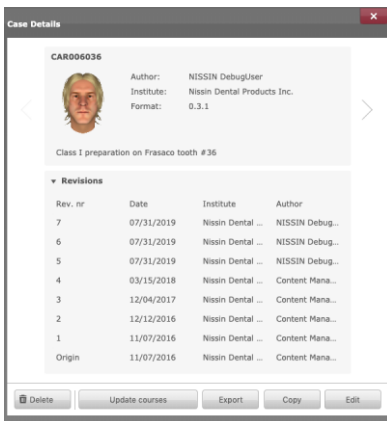 Case Details
CAR006036
Author: NISSIN DebugUser
Institute: Nissin Dental Products Inc.
Format: 0.3.1
Class I preparation on Frasaco tooth #36
Revisions
Rev. nr Date Institute Author
7 07/31/2019 Nissin Dental ... NISSIN Debug...
6 07/31/2019 Nissin Dental ... NISSIN Debug...
5 07/31/2019 Nissin Dental ... NISSIN Debug...
4 03/15/2018 Nissin Dental ... Content Mana...
3 12/04/2017 Nissin Dental ... Content Mana...
2 12/12/2016 Nissin Dental ... Content Mana...
1 11/07/2016 Nissin Dental ... Content Mana...
Origin 11/07/2016 Nissin Dental ... Content Mana...
Delete Update courses Export Copy Edit